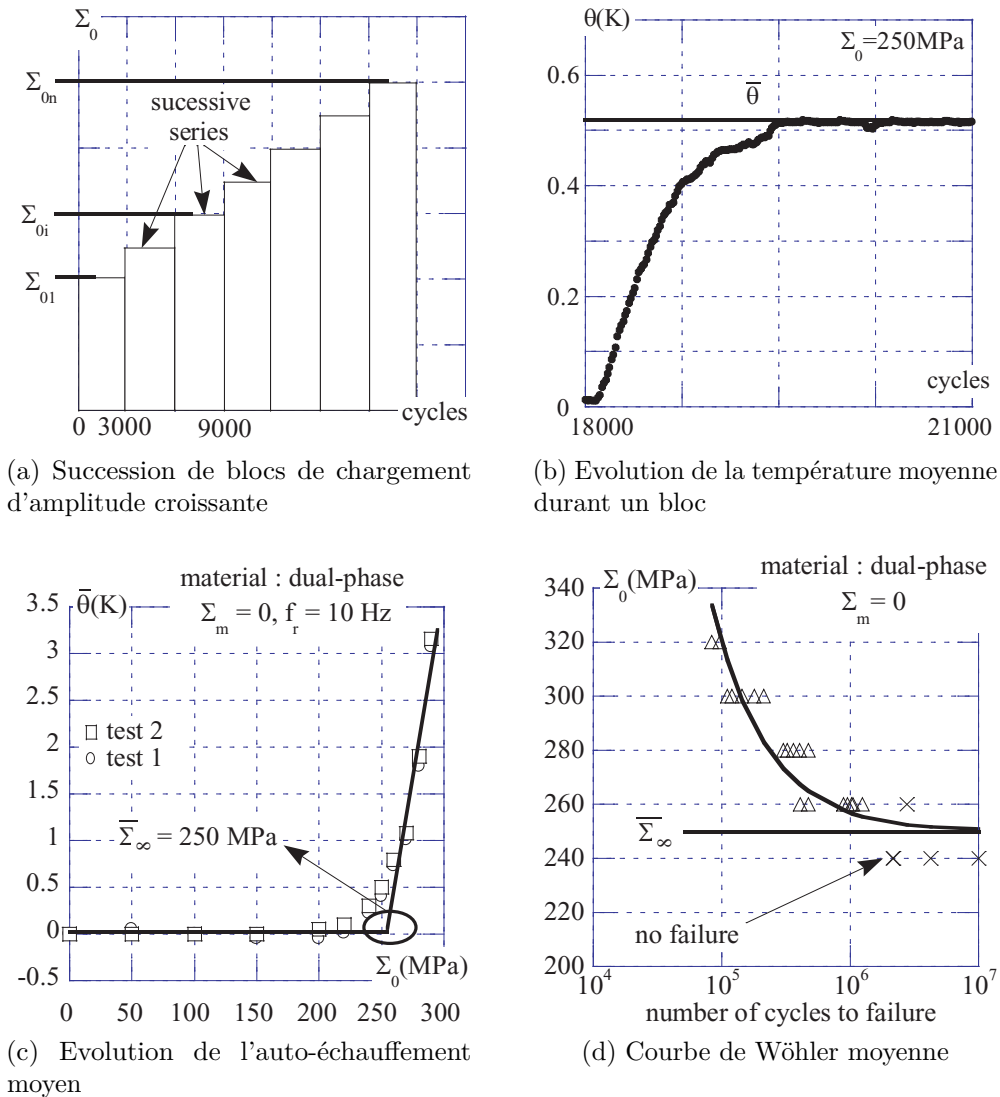 Σ0
Σ0n
sucessive
series
Σ0i
Σ01
cycles
0 3000 9000
(a) Succession de blocs de chargement
d'amplitude croissante
θ(K)
Σ0=250MPa
0.6
θ̅
0.4
0.2
cycles
0
18000 21000
(b) Evolution de la température moyenne
durant un bloc
material : dual-phase
Σm = 0, fr = 10 Hz
θ̅(K)
3.5
3
2.5
2
test 2
test 1
1.5
1
Σ̅∞ = 250 MPa
0.5
0
Σ0(MPa)
-0.5
0 50 100 150 200 250 300
(c) Evolution de l'auto-échauffement
moyen
material : dual-phase
Σm = 0
Σ0(MPa)
340
320
300
280
260
Σ̅∞
240
220
no failure
200
10^4 10^5 10^6 10^7
number of cycles to failure
(d) Courbe de Wöhler moyenne